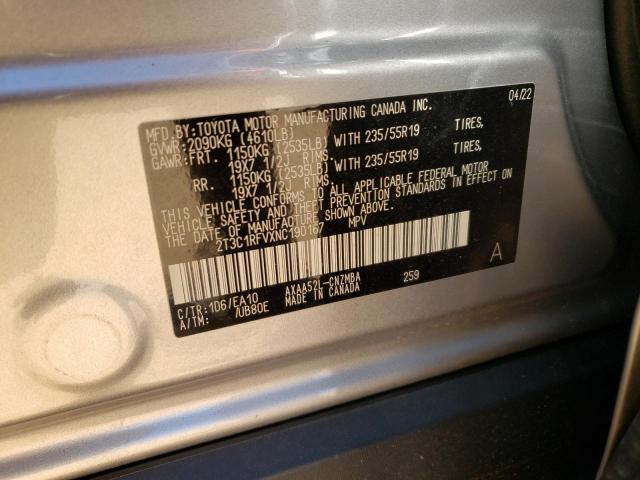 MFD.BY:TOYOTA MOTOR MANUFACTURING CANADA INC. 04/22
GVWR:2090KG (4610LB)
GAWR:FRT. 1150KG (2535LB) WITH 235/55R19 TIRES,
19X7 1/2J RIMS.
RR. 1150KG (2535LB) WITH 235/55R19 TIRES,
19X7 1/2J RIMS.
THIS VEHICLE CONFORMS TO ALL APPLICABLE FEDERAL MOTOR
VEHICLE SAFETY AND THEFT PREVENTION STANDARDS IN EFFECT ON
THE DATE OF MANUFACTURE SHOWN ABOVE.
2T3C1RFVXNC190167 MPV
A
C/TR:1D6/EA10 AXAA52L-CNZMBA 259
A/TM: /UB80E MADE IN CANADA